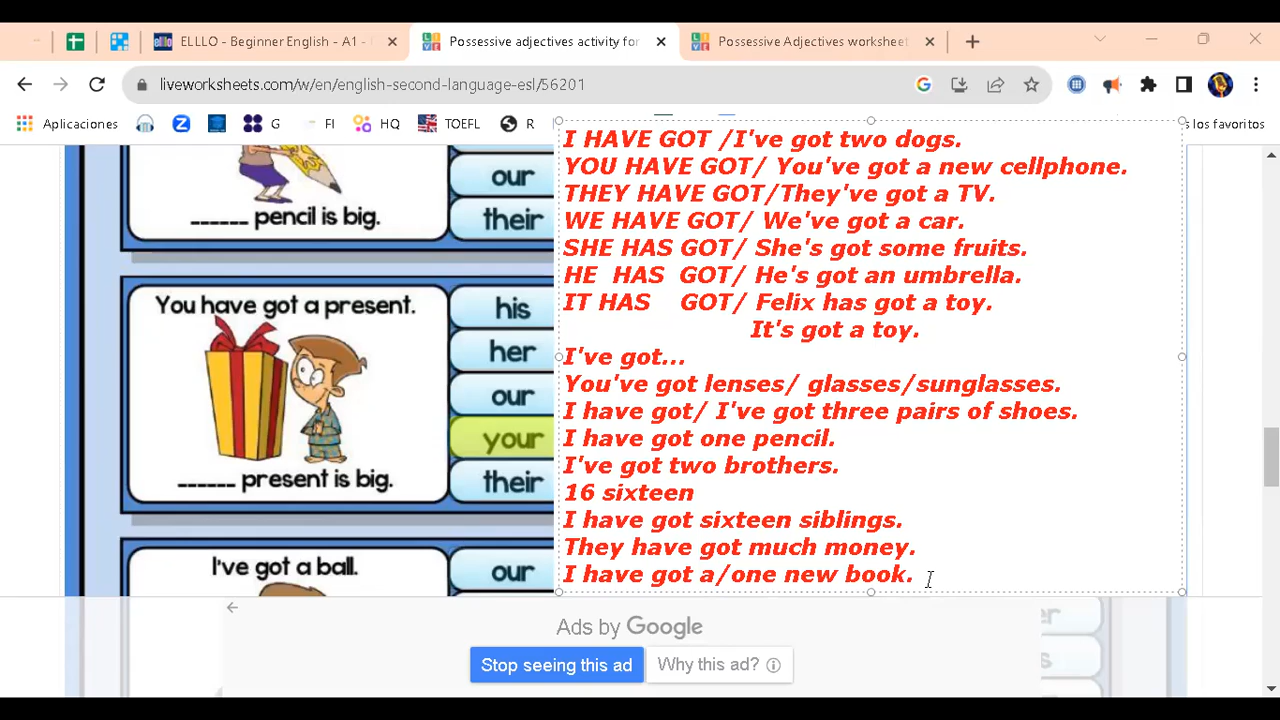 ELLLO - Beginner English - A1 -
Possessive adjectives activity for
Possessive Adjectives worksheet
liveworksheets.com/w/en/english-second-language-esl/56201
Aplicaciones
G
FI
HQ
TOEFL
R
los favoritos
______ pencil is big.
our
their
You have got a present.
______ present is big.
his
her
our
your
their
I've got a ball.
our
I HAVE GOT /I've got two dogs.
YOU HAVE GOT/ You've got a new cellphone.
THEY HAVE GOT/They've got a TV.
WE HAVE GOT/ We've got a car.
SHE HAS GOT/ She's got some fruits.
HE HAS GOT/ He's got an umbrella.
IT HAS GOT/ Felix has got a toy.
It's got a toy.
I've got...
You've got lenses/ glasses/sunglasses.
I have got/ I've got three pairs of shoes.
I have got one pencil.
I've got two brothers.
16 sixteen
I have got sixteen siblings.
They have got much money.
I have got a/one new book.
Ads by Google
Stop seeing this ad
Why this ad?